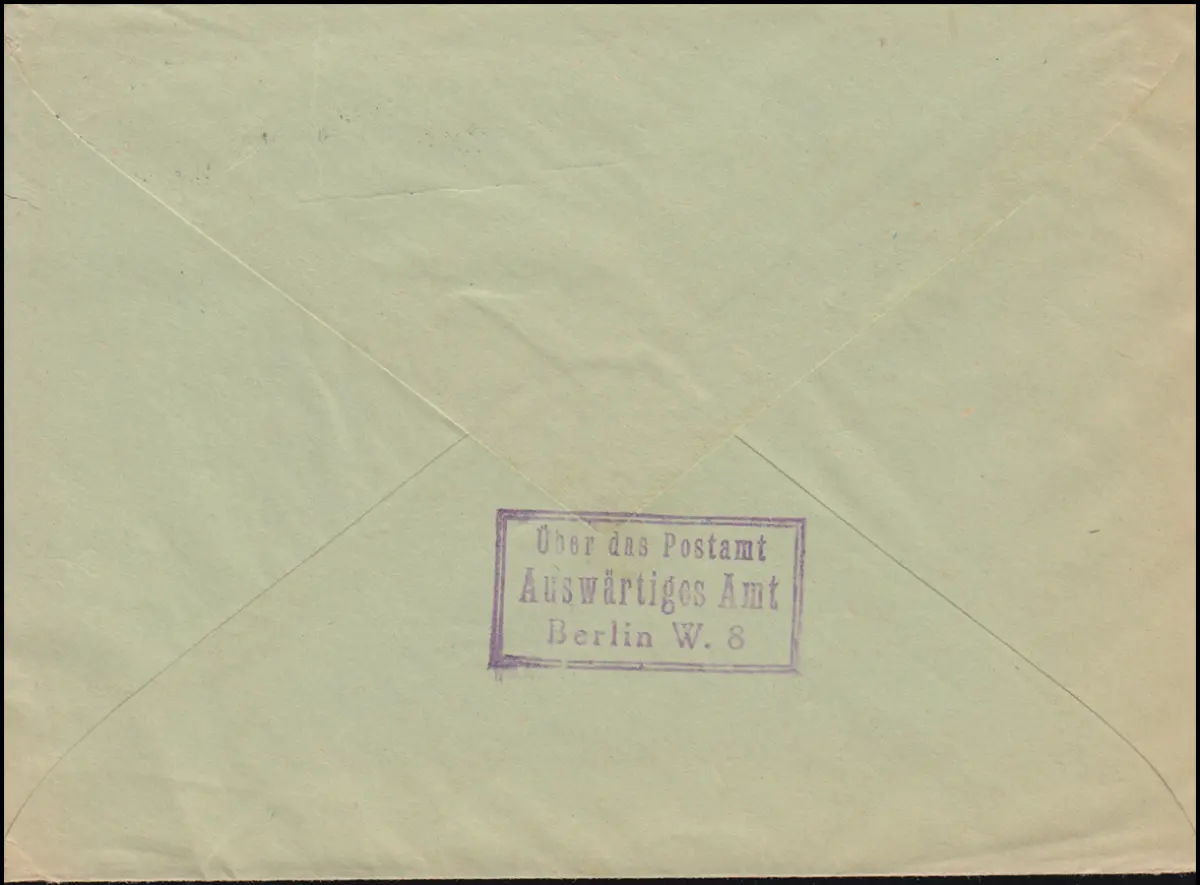 Über das Postamt
Auswärtiges Amt
Berlin W. 8